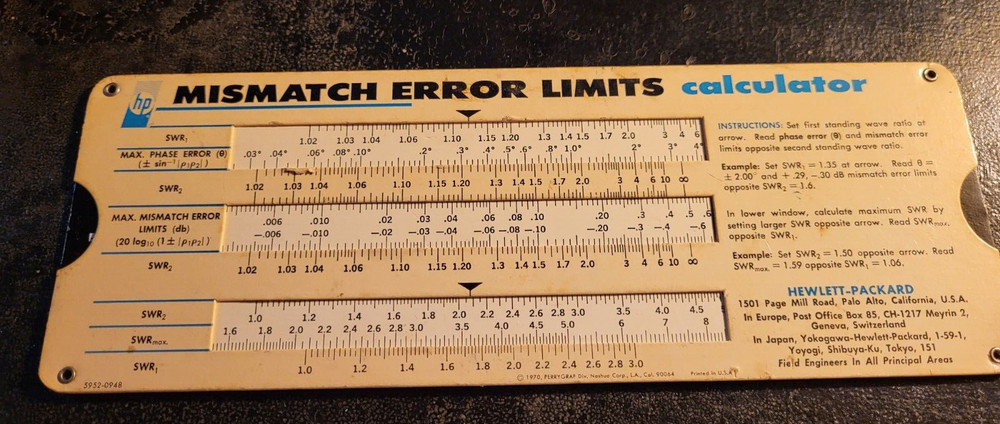 hp
MISMATCH ERROR LIMITS calculator
SWR₁
1.02 1.03 1.04 1.06 1.10 1.15 1.20 1.3 1.4 1.5 1.7 2.0 3 4 6
MAX. PHASE ERROR (θ)
(± sin⁻¹|ρ₁ρ₂|)
.03° .04° .06° .08° .10° .2° .3° .4° .5° .6° .8° 1.0° 2° 3° 4°
SWR₂
1.02 1.03 1.04 1.06 1.10 1.15 1.20 1.3 1.4 1.5 1.7 2.0 3 4 6 10 ∞
MAX. MISMATCH ERROR
LIMITS (db)
(20 log₁₀ (1 ± |ρ₁ρ₂|)
.006 .010 .02 .03 .04 .06 .08 .10 .20 .3 .4 .5 .6
-.006 -.010 -.02 -.03 -.04 -.06 -.08 -.10 -.20 -.3 -.4 -.6
SWR₂
1.02 1.03 1.04 1.06 1.10 1.15 1.20 1.3 1.4 1.5 1.7 2.0 3 4 6 10 ∞
SWR₂
1.0 1.2 1.4 1.6 1.8 2.0 2.2 2.4 2.6 2.8 3.0 3.5 4.0 4.5
SWRmax.
1.6 1.8 2.0 2.2 2.4 2.6 2.8 3.0 3.5 4.0 4.5 5.0 6 7 8
SWR₁
1.0 1.2 1.4 1.6 1.8 2.0 2.2 2.4 2.6 2.8 3.0
5952-0948
© 1970, PERRYGRAF Div, Nashua Corp., L.A., Cal. 90064
Printed in U.S.A.
INSTRUCTIONS: Set first standing wave ratio at
arrow. Read phase error (θ) and mismatch error
limits opposite second standing wave ratio.
Example: Set SWR₁ = 1.35 at arrow. Read θ =
± 2.00° and + .29, -.30 dB mismatch error limits
opposite SWR₂ = 1.6.
In lower window, calculate maximum SWR by
setting larger SWR opposite arrow. Read SWRmax.
opposite SWR₁.
Example: Set SWR₂ = 1.50 opposite arrow. Read
SWRmax. = 1.59 opposite SWR₁ = 1.06.
HEWLETT-PACKARD
1501 Page Mill Road, Palo Alto, California, U.S.A.
In Europe, Post Office Box 85, CH-1217 Meyrin 2,
Geneva, Switzerland
In Japan, Yokogawa-Hewlett-Packard, 1-59-1,
Yoyogi, Shibuya-Ku, Tokyo, 151
Field Engineers In All Principal Areas